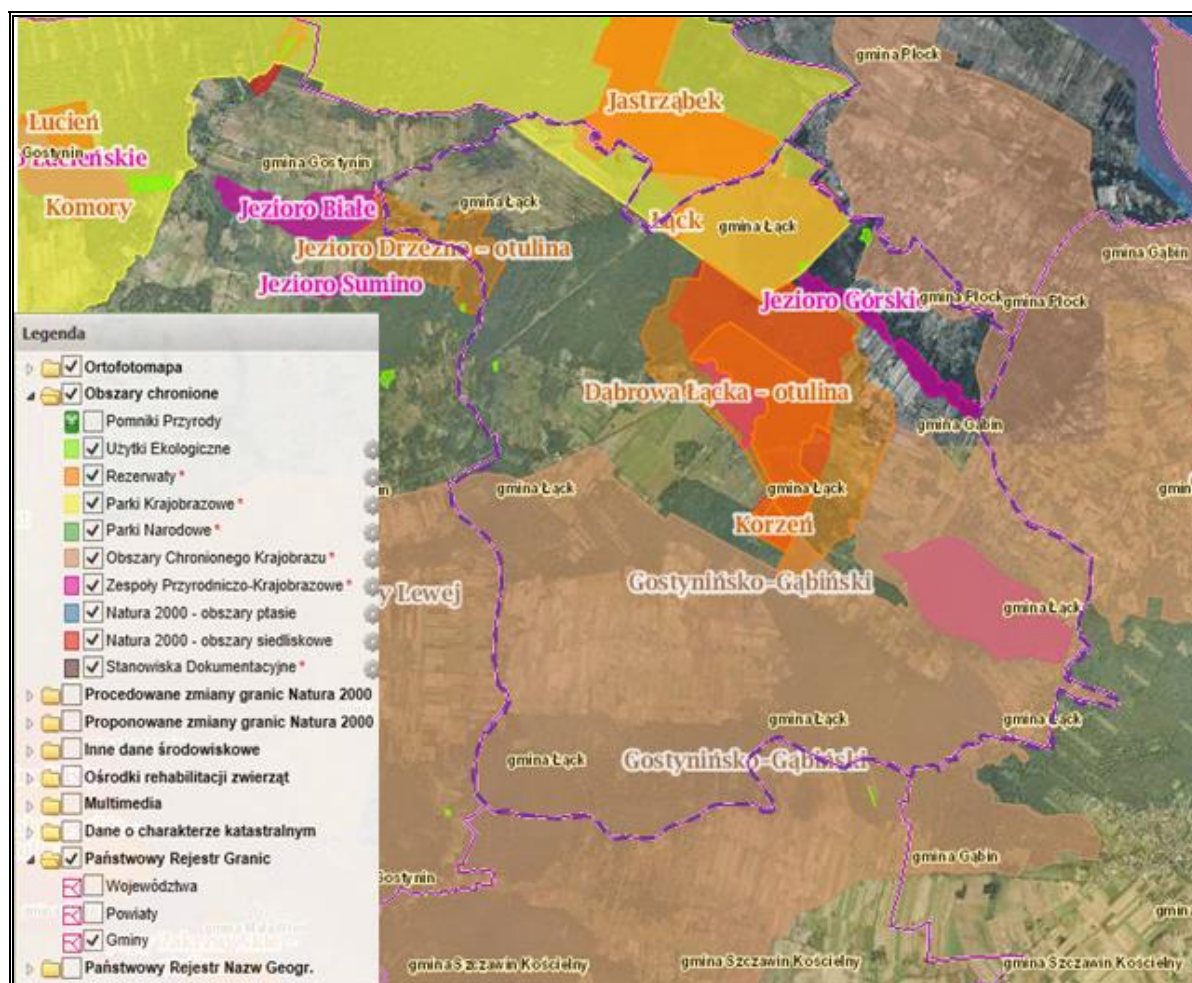 gmina Płock
Jastrząbek
Lucień
Gostynin
gmina Gostynin
o Lucieńskie
Komory
Jezioro Białe
gmina Łąck
Łąck
gmina Łąck
Jezioro Drzezno - otulina
gmina Gąbin
Jezioro Sumino
Jezioro Górskie
gmina Płock
gmina Płock
Dąbrowa Łącka - otulina
gmina Gąbin
gmina Łąck
gmina Łąck
gmin
Korzeń
Gostynińsko-Gąbiński
y Lewej
gmina Łąck
gmina Łąck
gmina Łąck
Gostynińsko-Gąbiński
gmina Łąck
gmina Gąbin
Gostynin
gmin
gmina Szczawin Kościelny
gmina Szczawin Kościelny
gmina Szczawin Kościelny
Legenda
Ortofotomapa
Obszary chronione
Pomniki Przyrody
Użytki Ekologiczne
Rezerwaty *
Parki Krajobrazowe *
Parki Narodowe *
Obszary Chronionego Krajobrazu *
Zespoły Przyrodniczo-Krajobrazowe *
Natura 2000 - obszary ptasie
Natura 2000 - obszary siedliskowe
Stanowiska Dokumentacyjne *
Procedowane zmiany granic Natura 2000
Proponowane zmiany granic Natura 2000
Inne dane środowiskowe
Ośrodki rehabilitacji zwierząt
Multimedia
Dane o charakterze katastralnym
Państwowy Rejestr Granic
Województwa
Powiaty
Gminy
Państwowy Rejestr Nazw Geogr.